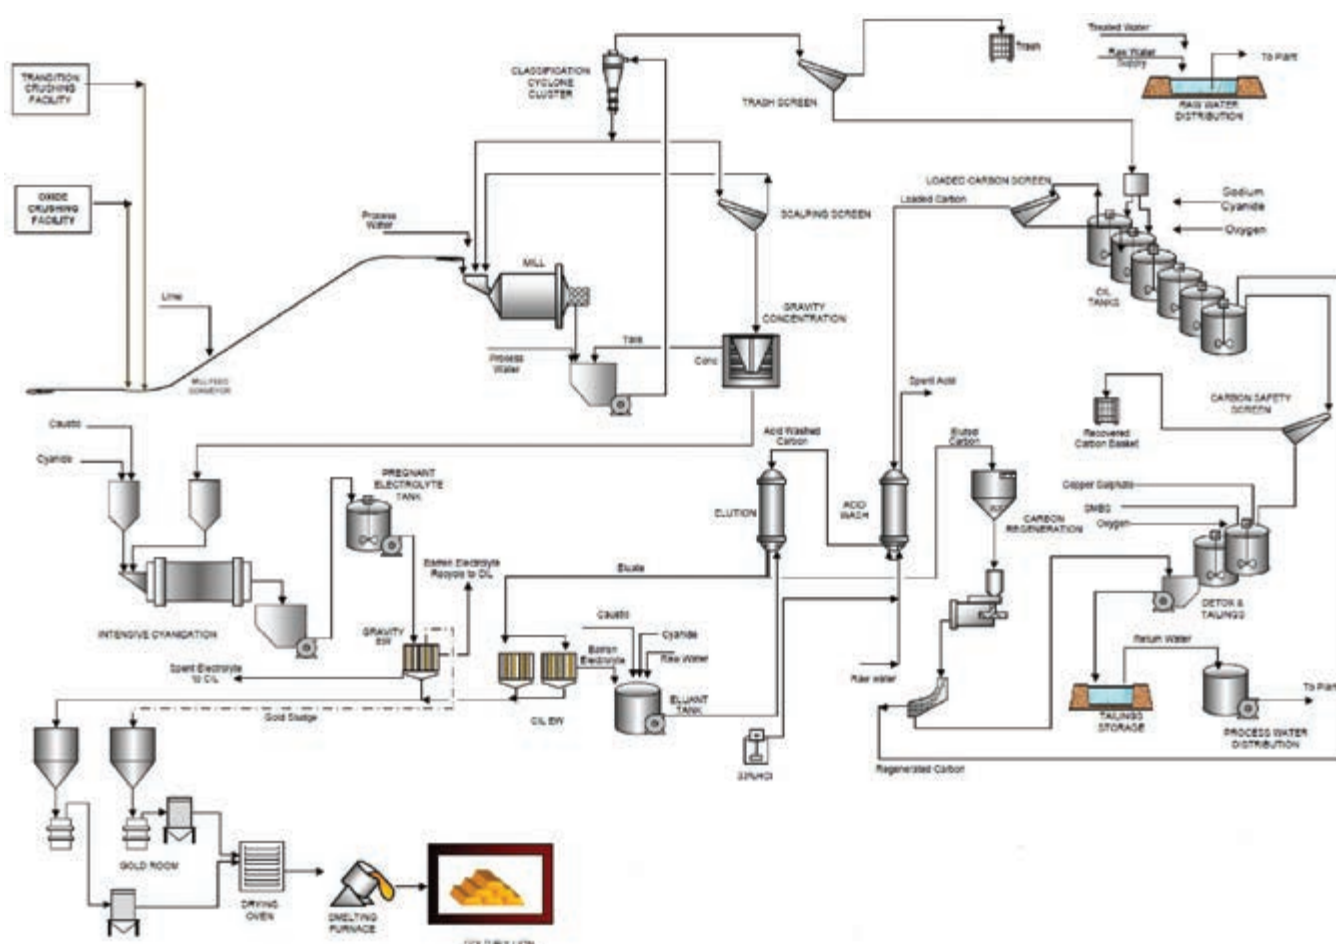 TRANSITION
CRUSHING
FACILITY
OXIDE
CRUSHING
FACILITY
CLASSIFICATION
CYCLONE
CLUSTER
Trash
TRASH SCREEN
Treated Water
Raw Water
Supply
To Plant
RAW WATER
DISTRIBUTION
Process
Water
SCALPING SCREEN
LOADED CARBON SCREEN
Loaded Carbon
Sodium
Cyanide
Oxygen
MILL
CIL
TANKS
Lime
MILL FEED
CONVEYOR
GRAVITY
CONCENTRATION
Tails
Conc
Process
Water
Spent Acid
CARBON SAFETY
SCREEN
Recovered
Carbon Basket
Caustic
Cyanide
PREGNANT
ELECTROLYTE
TANK
Acid Washed
Carbon
Eluted
Carbon
ELUTION
ACID
WASH
CARBON
REGENERATION
Copper Sulphate
SMBS
Oxygen
INTENSIVE CYANIDATION
Barren Electrolyte
Recycle to CIL
Eluate
DETOX &
TAILINGS
GRAVITY
EW
Spent Electrolyte
to CIL
Caustic
Cyanide
Raw Water
Barren
Electrolyte
Raw water
Return Water
To Plant
Gold Sludge
CIL EW
ELUANT
TANK
TAILINGS
STORAGE
PROCESS WATER
DISTRIBUTION
Regenerated Carbon
GOLD ROOM
DRYING
OVEN
SMELTING
FURNACE